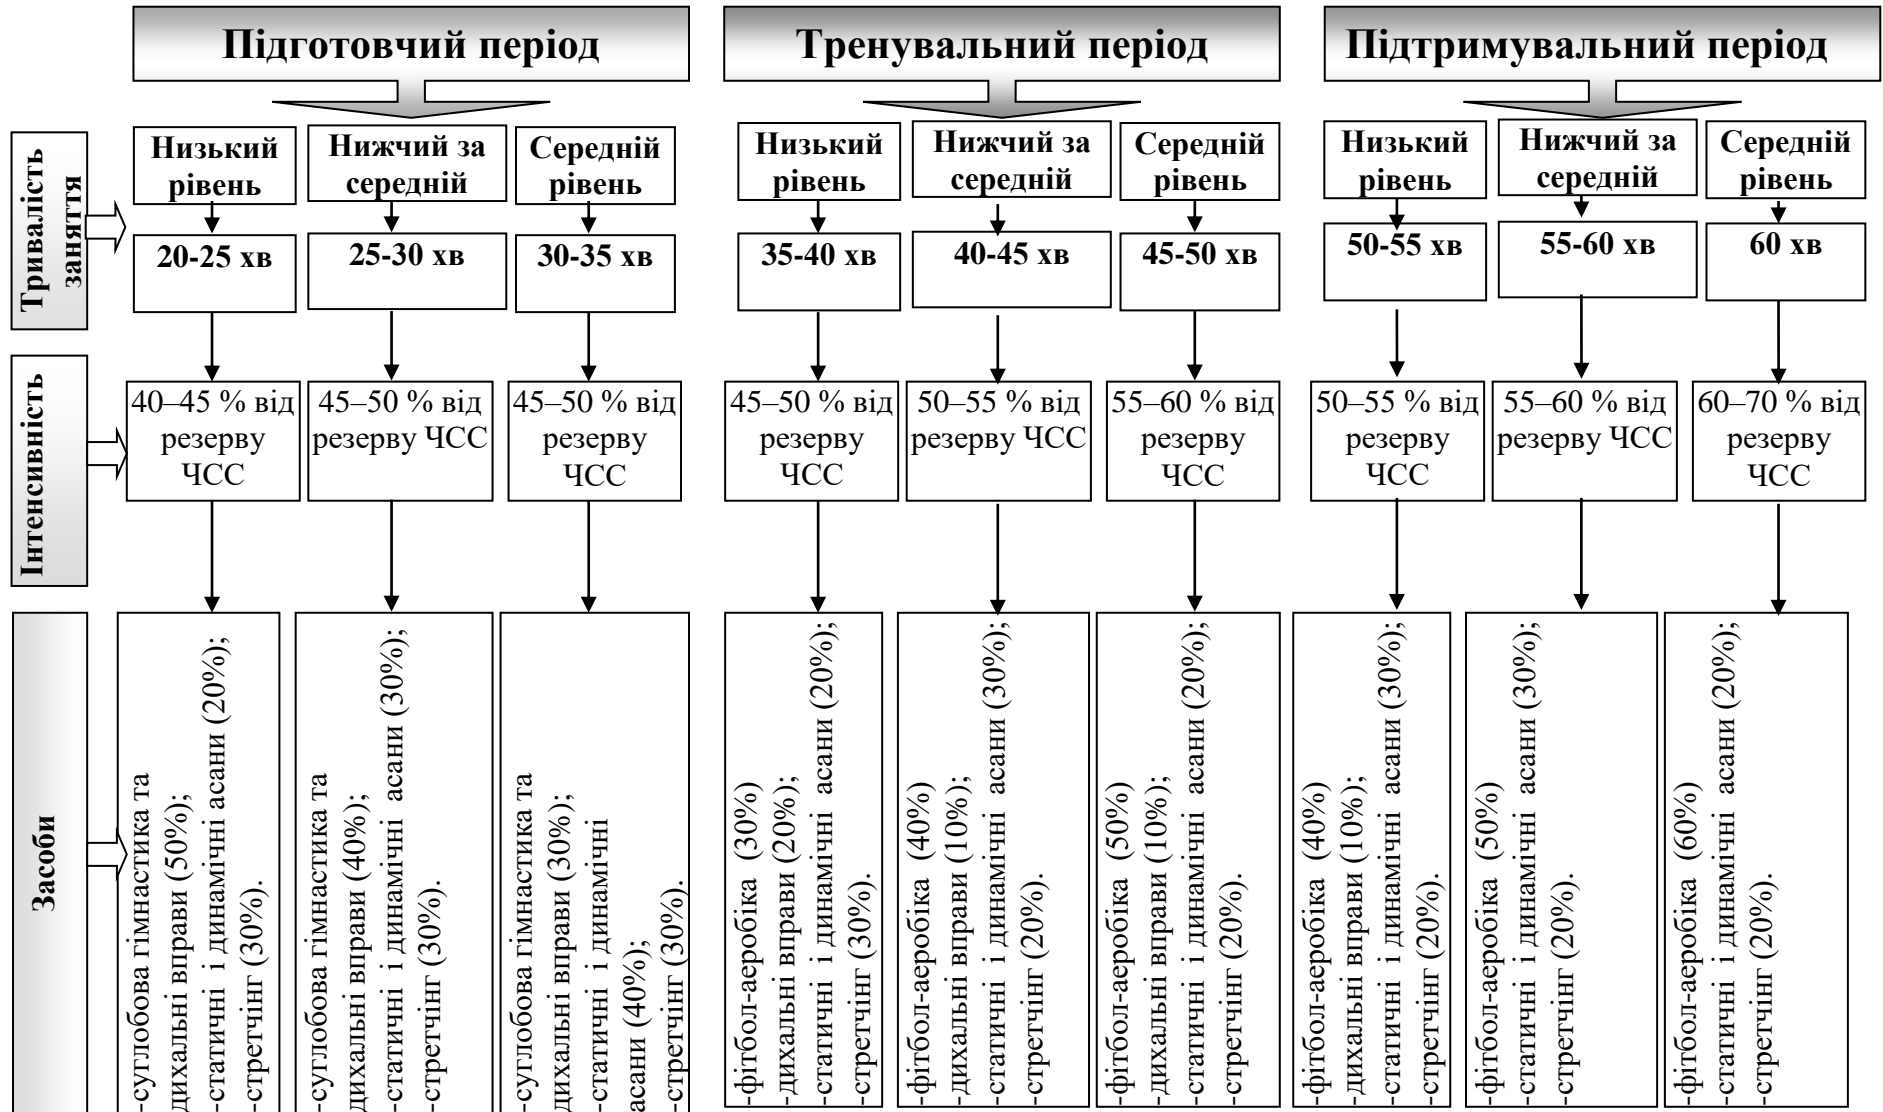 Підготовчий період
Тренувальний період
Підтримувальний період
Тривалість
заняття
Низький
рівень
Нижчий за
середній
Середній
рівень
Низький
рівень
Нижчий за
середній
Середній
рівень
Низький
рівень
Нижчий за
середній
Середній
рівень
20-25 хв
25-30 хв
30-35 хв
35-40 хв
40-45 хв
45-50 хв
50-55 хв
55-60 хв
60 хв
Інтенсивність
40–45 % від
резерву
ЧСС
45–50 % від
резерву ЧСС
45–50 % від
резерву
ЧСС
45–50 % від
резерву
ЧСС
50–55 % від
резерву ЧСС
55–60 % від
резерву
ЧСС
50–55 % від
резерву
ЧСС
55–60 % від
резерву ЧСС
60–70 % від
резерву
ЧСС
Засоби
-суглобова гімнастика та
дихальні вправи (50%);
-статичні і динамічні асани (20%);
-стретчінг (30%).
-суглобова гімнастика та
дихальні вправи (40%);
-статичні і динамічні асани (30%);
-стретчінг (30%).
-суглобова гімнастика та
дихальні вправи (30%);
-статичні і динамічні
асани (40%);
-стретчінг (30%).
-фітбол-аеробіка (30%)
-дихальні вправи (20%);
-статичні і динамічні асани (20%);
-стретчінг (30%).
-фітбол-аеробіка (40%)
-дихальні вправи (10%);
-статичні і динамічні асани (30%);
-стретчінг (20%).
-фітбол-аеробіка (50%)
-дихальні вправи (10%);
-статичні і динамічні асани (20%);
-стретчінг (20%).
-фітбол-аеробіка (40%)
-дихальні вправи (10%);
-статичні і динамічні асани (30%);
-стретчінг (20%).
-фітбол-аеробіка (50%)
-статичні і динамічні асани (30%);
-стретчінг (20%).
-фітбол-аеробіка (60%)
-статичні і динамічні асани (20%);
-стретчінг (20%).